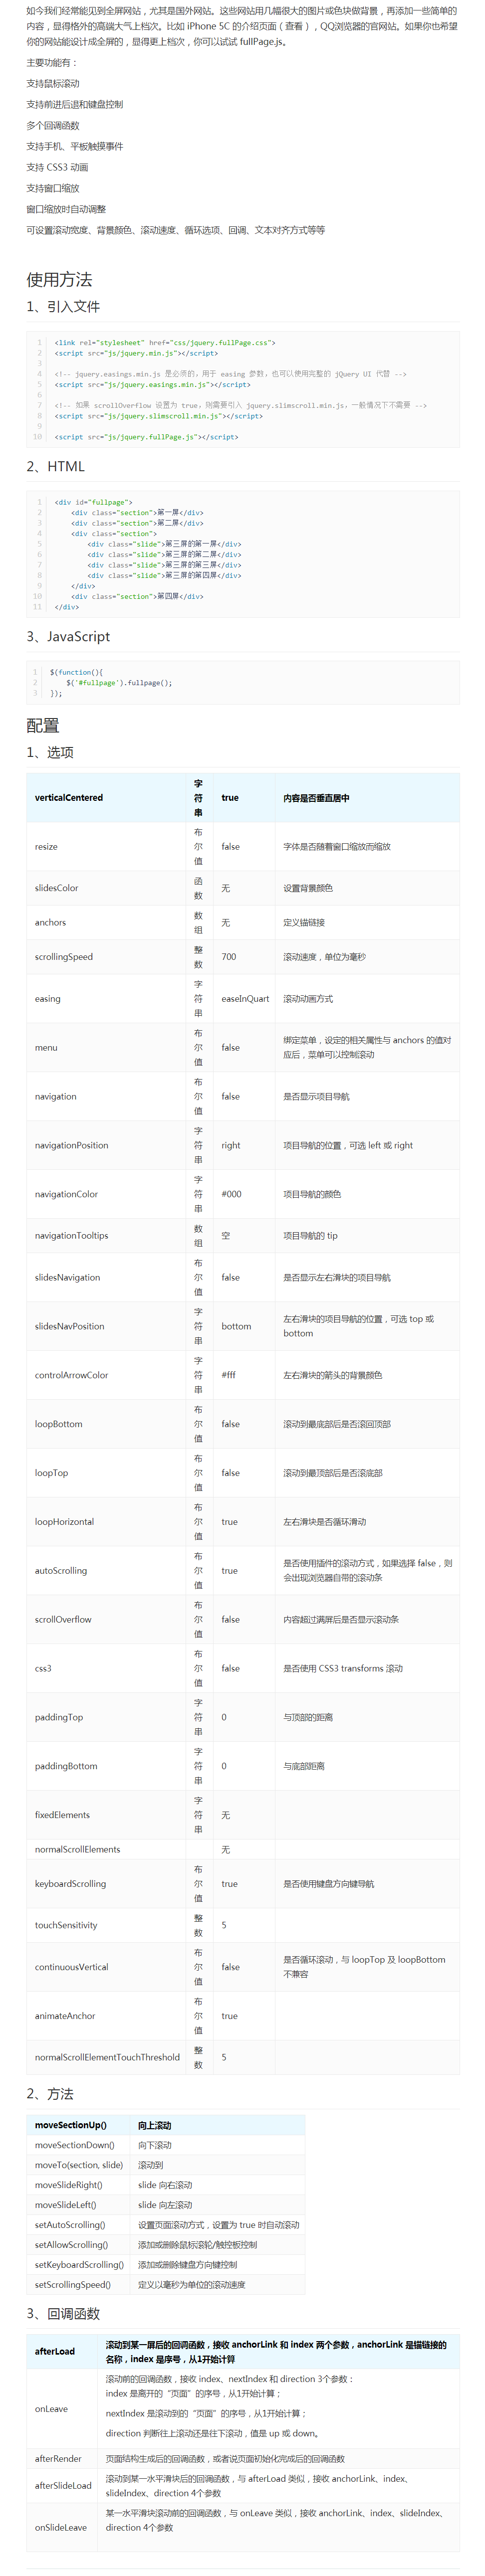 如今我们经常能见到全屏网站，尤其是国外网站。这些网站用几幅很大的图片或色块做背景，再添加一些简单的
内容，显得格外的高端大气上档次。比如 iPhone 5C 的介绍页面（查看），QQ浏览器的官网站。如果你也希望
你的网站能设计成全屏的，显得更上档次，你可以试试 fullPage.js。
主要功能有：
支持鼠标滚动
支持前进后退和键盘控制
多个回调函数
支持手机、平板触摸事件
支持 CSS3 动画
支持窗口缩放
窗口缩放时自动调整
可设置滚动宽度、背景颜色、滚动速度、循环选项、回调、文本对齐方式等等
使用方法
1、引入文件
1 <link rel="stylesheet" href="css/jquery.fullPage.css">
2 <script src="js/jquery.min.js"></script>
3
4 <!-- jquery.easings.min.js 是必须的，用于 easing 参数，也可以使用完整的 jQuery UI 代替 -->
5 <script src="js/jquery.easings.min.js"></script>
6
7 <!-- 如果 scrollOverflow 设置为 true，则需要引入 jquery.slimscroll.min.js，一般情况下不需要 -->
8 <script src="js/jquery.slimscroll.min.js"></script>
9
10 <script src="js/jquery.fullPage.js"></script>
2、HTML
1 <div id="fullpage">
2 <div class="section">第一屏</div>
3 <div class="section">第二屏</div>
4 <div class="section">
5 <div class="slide">第三屏的第一屏</div>
6 <div class="slide">第三屏的第二屏</div>
7 <div class="slide">第三屏的第三屏</div>
8 <div class="slide">第三屏的第四屏</div>
9 </div>
10 <div class="section">第四屏</div>
11 </div>
3、JavaScript
1 $(function(){
2 $('#fullpage').fullpage();
3 });
配置
1、选项
verticalCentered 字符串 true 内容是否垂直居中
resize 布尔值 false 字体是否随着窗口缩放而缩放
slidesColor 函数 无 设置背景颜色
anchors 数组 无 定义锚链接
scrollingSpeed 整数 700 滚动速度，单位为毫秒
easing 字符串 easeInQuart 滚动动画方式
menu 布尔值 false 绑定菜单，设定的相关属性与 anchors 的值对
应后，菜单可以控制滚动
navigation 布尔值 false 是否显示项目导航
navigationPosition 字符串 right 项目导航的位置，可选 left 或 right
navigationColor 字符串 #000 项目导航的颜色
navigationTooltips 数组 空 项目导航的 tip
slidesNavigation 布尔值 false 是否显示左右滑块的项目导航
slidesNavPosition 字符串 bottom 左右滑块的项目导航的位置，可选 top 或
bottom
controlArrowColor 字符串 #fff 左右滑块的箭头的背景颜色
loopBottom 布尔值 false 滚动到最底部后是否滚回顶部
loopTop 布尔值 false 滚动到最顶部后是否滚底部
loopHorizontal 布尔值 true 左右滑块是否循环滑动
autoScrolling 布尔值 true 是否使用插件的滚动方式，如果选择 false，则
会出现浏览器自带的滚动条
scrollOverflow 布尔值 false 内容超过满屏后是否显示滚动条
css3 布尔值 false 是否使用 CSS3 transforms 滚动
paddingTop 字符串 0 与顶部的距离
paddingBottom 字符串 0 与底部距离
fixedElements 字符串 无
normalScrollElements 无
keyboardScrolling 布尔值 true 是否使用键盘方向键导航
touchSensitivity 整数 5
continuousVertical 布尔值 false 是否循环滚动，与 loopTop 及 loopBottom
不兼容
animateAnchor 布尔值 true
normalScrollElementTouchThreshold 整数 5
2、方法
moveSectionUp() 向上滚动
moveSectionDown() 向下滚动
moveTo(section, slide) 滚动到
moveSlideRight() slide 向右滚动
moveSlideLeft() slide 向左滚动
setAutoScrolling() 设置页面滚动方式，设置为 true 时自动滚动
setAllowScrolling() 添加或删除鼠标滚轮/触控板控制
setKeyboardScrolling() 添加或删除键盘方向键控制
setScrollingSpeed() 定义以毫秒为单位的滚动速度
3、回调函数
afterLoad 滚动到某一屏后的回调函数，接收 anchorLink 和 index 两个参数，anchorLink 是锚链接的
名称，index 是序号，从1开始计算
onLeave 滚动前的回调函数，接收 index、nextIndex 和 direction 3个参数：
index 是离开的“页面”的序号，从1开始计算；
nextIndex 是滚动到的“页面”的序号，从1开始计算；
direction 判断往上滚动还是往下滚动，值是 up 或 down。
afterRender 页面结构生成后的回调函数，或者说页面初始化完成后的回调函数
afterSlideLoad 滚动到某一水平滑块后的回调函数，与 afterLoad 类似，接收 anchorLink、index、
slideIndex、direction 4个参数
onSlideLeave 某一水平滑块滚动前的回调函数，与 onLeave 类似，接收 anchorLink、index、slideIndex、
direction 4个参数